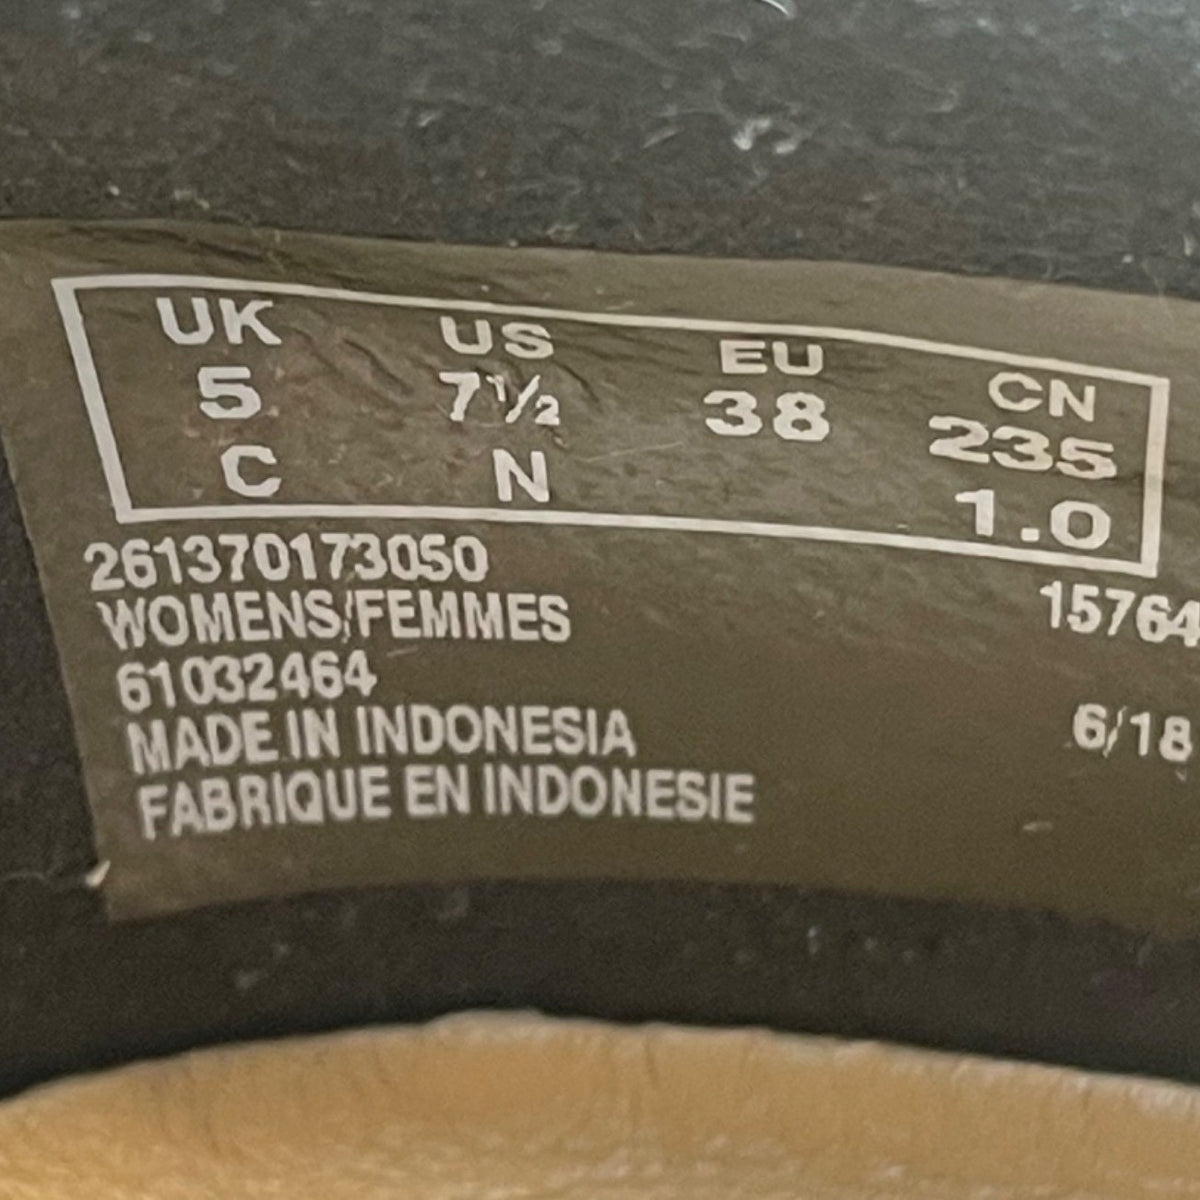 UK US EU CN
5 7½ 38 235
C N 1.0
261370173050
WOMENS/FEMMES 15764
61032464
MADE IN INDONESIA 6/18
FABRIQUE EN INDONESIE